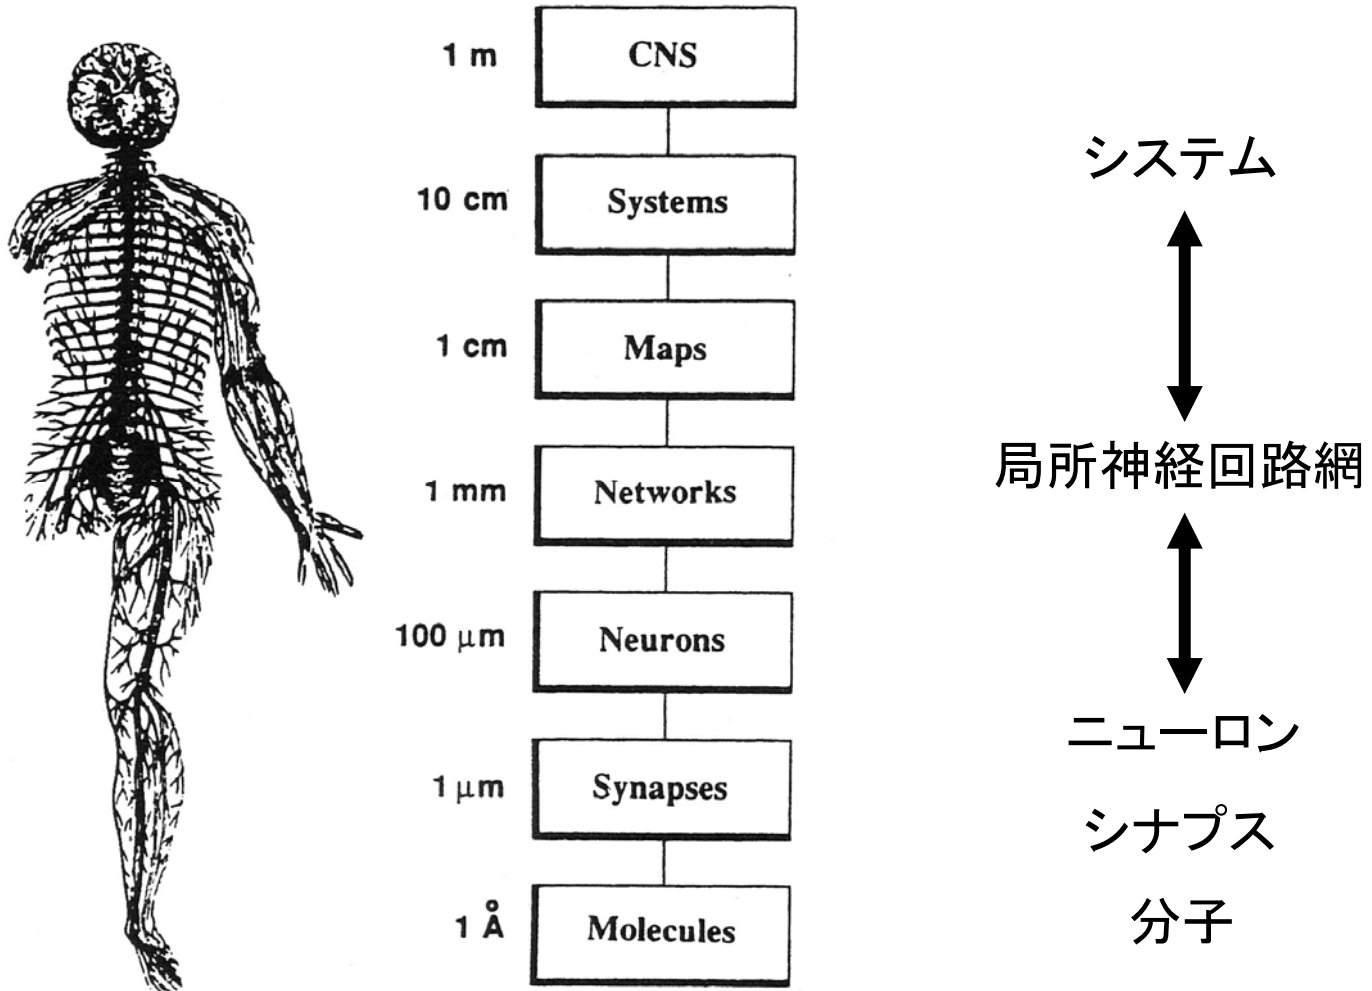 1 m
CNS
10 cm
Systems
1 cm
Maps
1 mm
Networks
100 μm
Neurons
1 μm
Synapses
1 Å
Molecules
システム
局所神経回路網
ニューロン
シナプス
分子